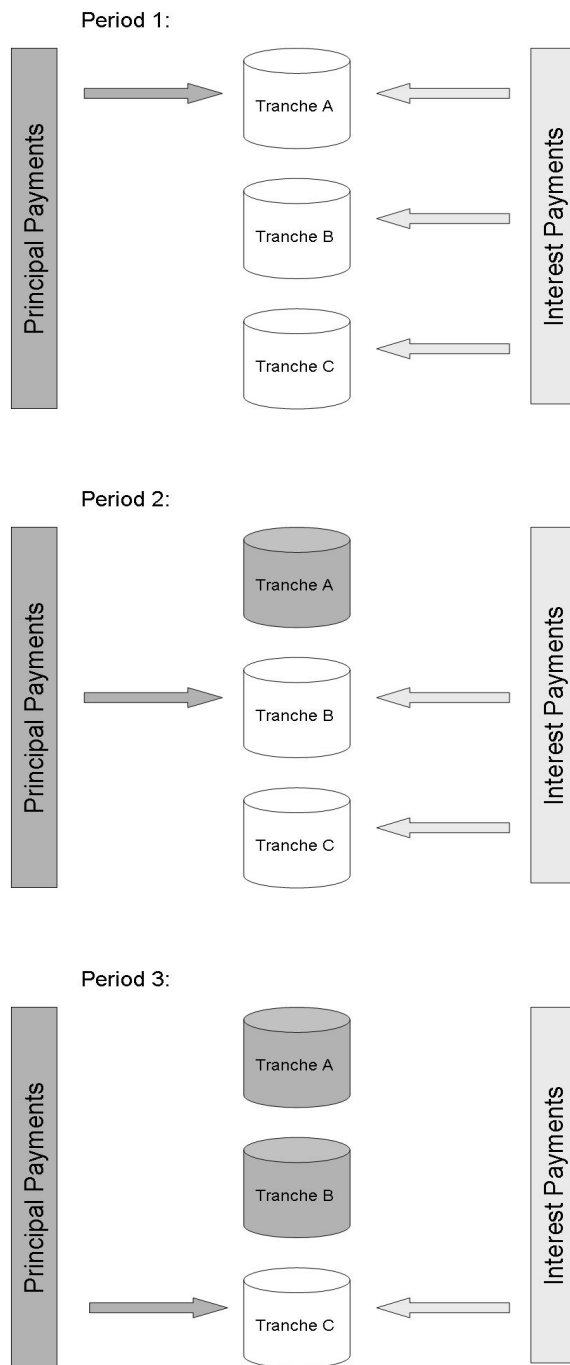 Period 1:
Principal Payments
Tranche A
Tranche B
Tranche C
Interest Payments
Period 2:
Principal Payments
Tranche A
Tranche B
Tranche C
Interest Payments
Period 3:
Principal Payments
Tranche A
Tranche B
Tranche C
Interest Payments